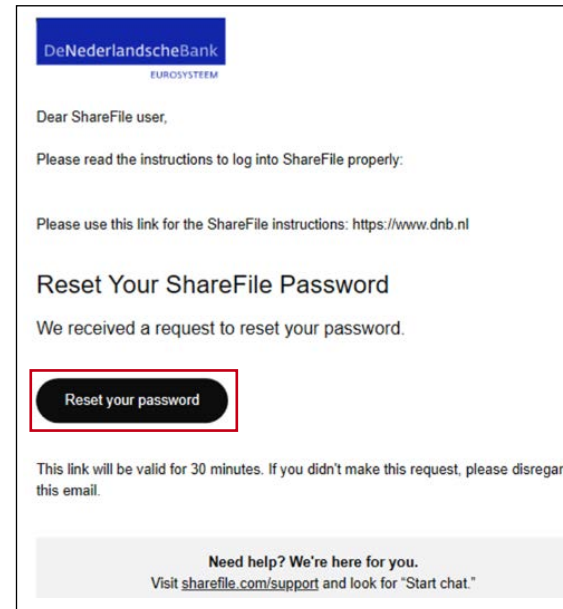 DeNederlandscheBank
EUROSYSTEEM
Dear ShareFile user,
Please read the instructions to log into ShareFile properly:
Please use this link for the ShareFile instructions: https://www.dnb.nl
Reset Your ShareFile Password
We received a request to reset your password.
Reset your password
This link will be valid for 30 minutes. If you didn't make this request, please disregar
this email.
Need help? We're here for you.
Visit sharefile.com/support and look for “Start chat.”